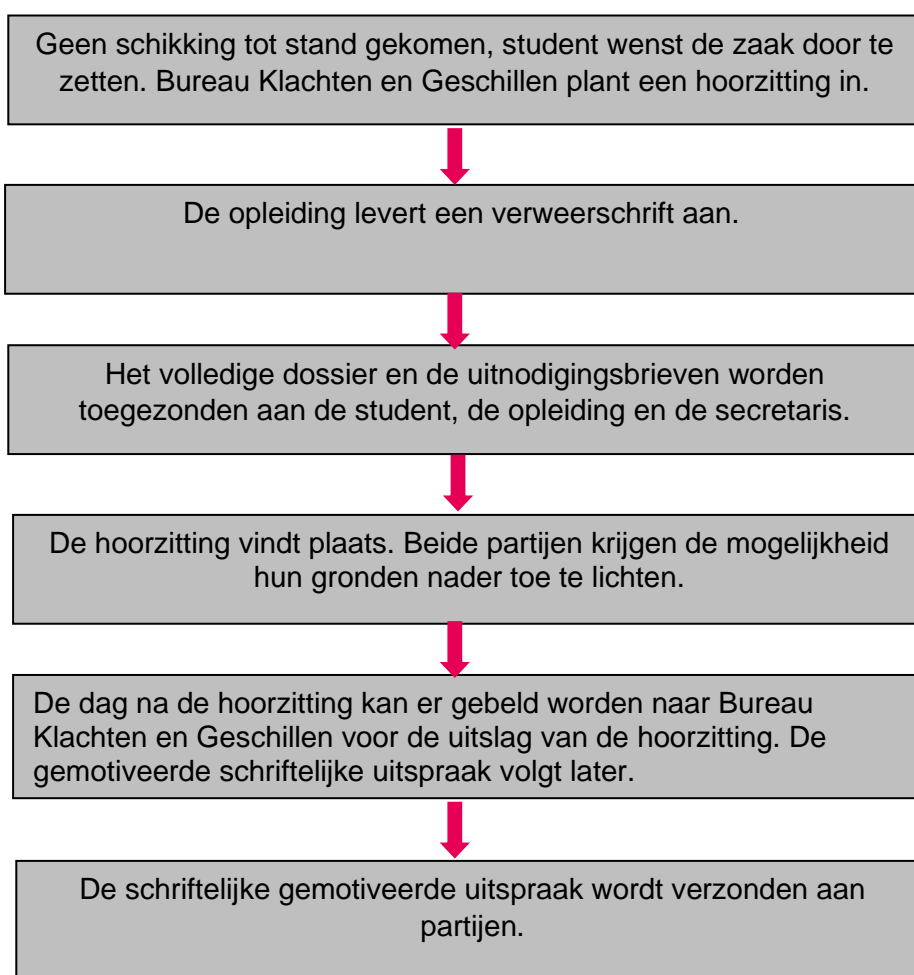 Geen schikking tot stand gekomen, student wenst de zaak door te
zetten. Bureau Klachten en Geschillen plant een hoorzitting in.
De opleiding levert een verweerschrift aan.
Het volledige dossier en de uitnodigingsbrieven worden
toegezonden aan de student, de opleiding en de secretaris.
De hoorzitting vindt plaats. Beide partijen krijgen de mogelijkheid
hun gronden nader toe te lichten.
De dag na de hoorzitting kan er gebeld worden naar Bureau
Klachten en Geschillen voor de uitslag van de hoorzitting. De
gemotiveerde schriftelijke uitspraak volgt later.
De schriftelijke gemotiveerde uitspraak wordt verzonden aan
partijen.